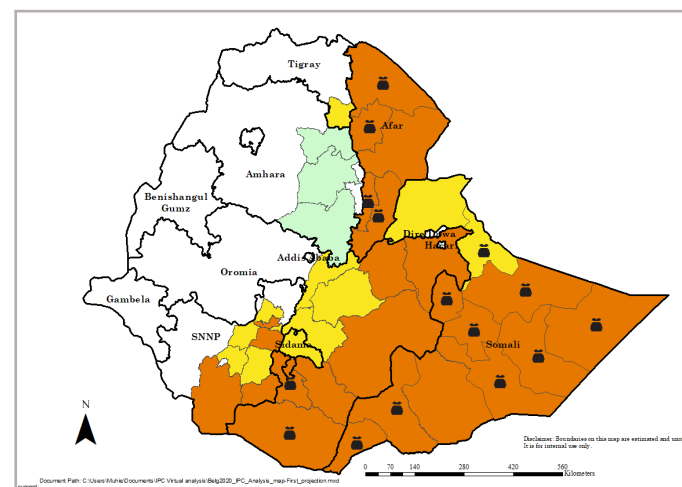 Tigray
Afar
Amhara
Benishangul
Gumz
Dire Dawa
Harar
Addis Ababa
Oromia
Gambela
SNNP
Sidama
Somali
N
Disclaimer: Boundaries on this map are estimated and
It is for internal use only.
0 70 140 280 420 560
Kilometers
Document Path: C:\Users\Muhie\Documents\IPC Virtual analysis\Belg2020_IPC_Analysis_map-First_projection.mxd